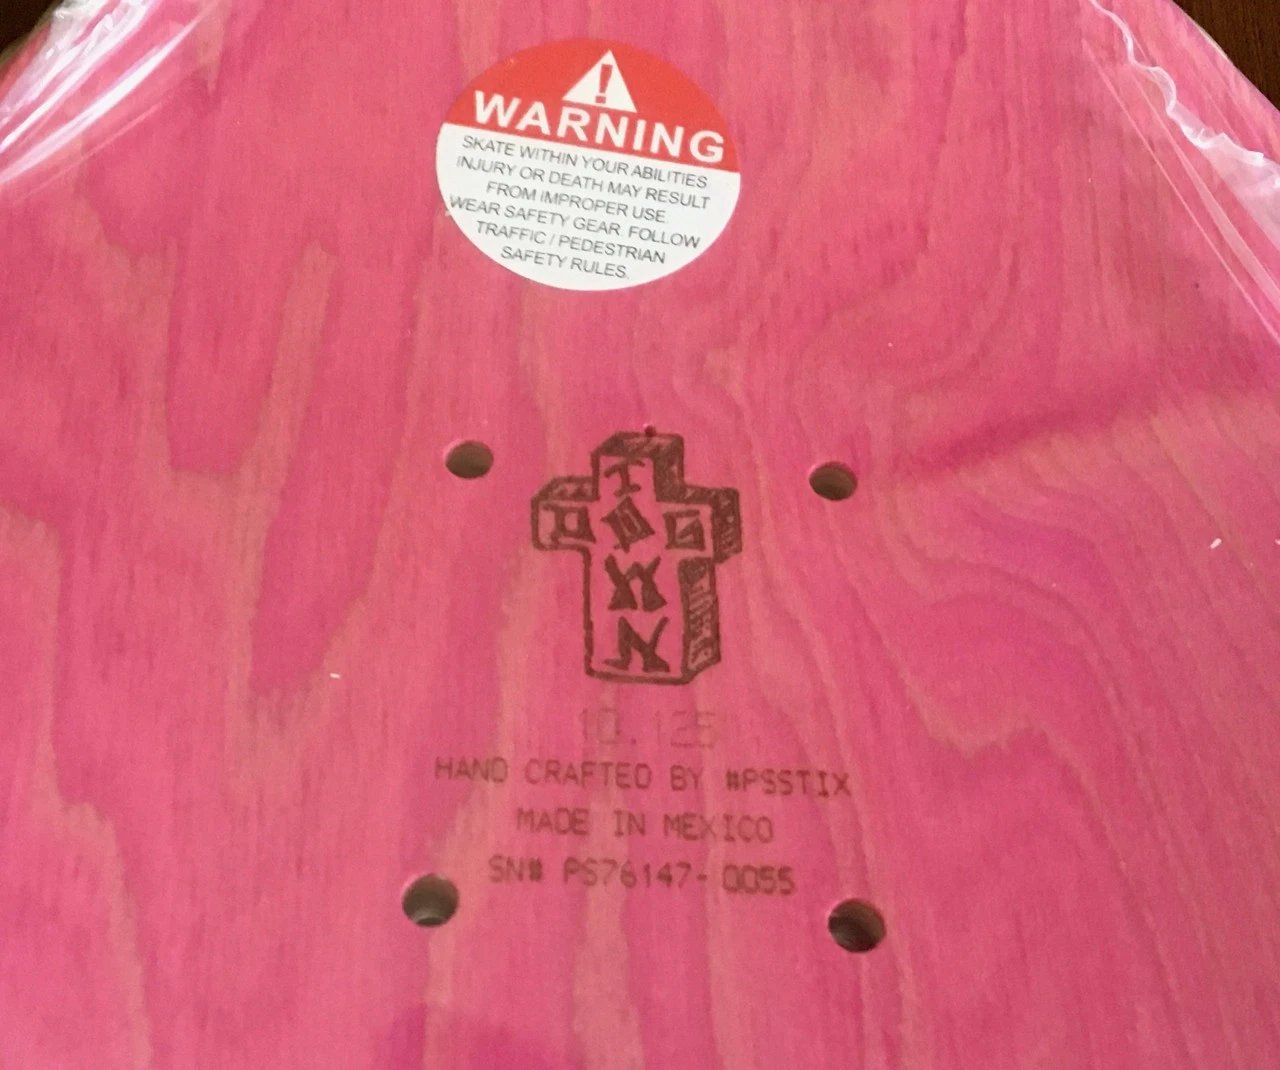 !
WARNING
SKATE WITHIN YOUR ABILITIES
INJURY OR DEATH MAY RESULT
FROM IMPROPER USE.
WEAR SAFETY GEAR. FOLLOW
TRAFFIC / PEDESTRIAN
SAFETY RULES.
T
DOG
W
N
10.125
HAND CRAFTED BY #PSSTIX
MADE IN MEXICO
SN# PS76147-0055